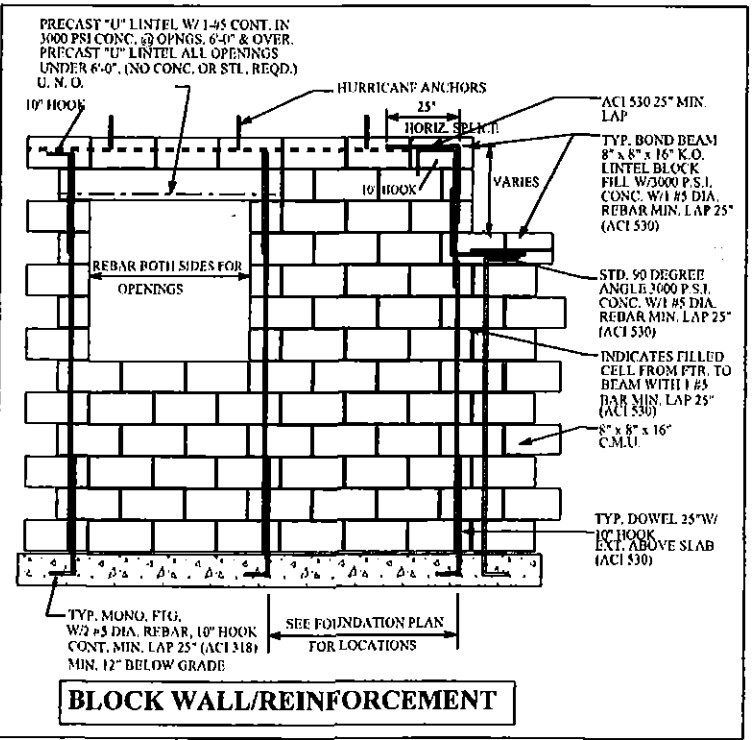 PRECAST "U" LINTEL W/ 1-#5 CONT. IN
3000 PSI CONC. @ OPNGS. 6'-0" & OVER.
PRECAST "U" LINTEL ALL OPENINGS
UNDER 6'-0". (NO CONC. OR STL. REQD.)
U. N. O.
10" HOOK
HURRICANE ANCHORS
25"
HORIZ. SPLICE
10" HOOK
VARIES
ACI 530 25" MIN.
LAP
TYP. BOND BEAM
8" x 8" x 16" K.O.
LINTEL BLOCK
FILL W/3000 P.S.I.
CONC. W/1 #5 DIA.
REBAR MIN. LAP 25"
(ACI 530)
REBAR BOTH SIDES FOR
OPENINGS
STD. 90 DEGREE
ANGLE 3000 P.S.I.
CONC. W/1 #5 DIA.
REBAR MIN. LAP 25"
(ACI 530)
INDICATES FILLED
CELL FROM FTR. TO
BEAM WITH 1 #5
BAR MIN. LAP 25"
(ACI 530)
8" x 8" x 16"
C.M.U.
TYP. DOWEL 25" W/
10" HOOK
EXT. ABOVE SLAB
(ACI 530)
TYP. MONO. FTG.
W/2 #5 DIA. REBAR, 10" HOOK
CONT. MIN. LAP 25" (ACI 318)
MIN. 12" BELOW GRADE
SEE FOUNDATION PLAN
FOR LOCATIONS
BLOCK WALL/REINFORCEMENT